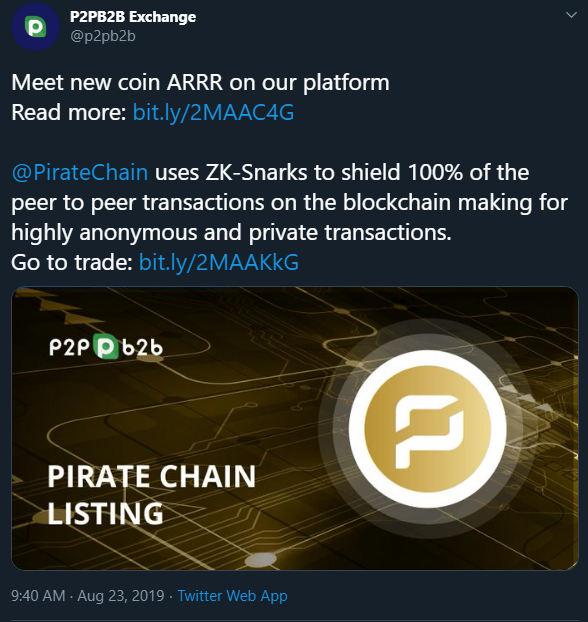 P2PB2B Exchange
@p2pb2b
Meet new coin ARRR on our platform
Read more: bit.ly/2MAAC4G
@PirateChain uses ZK-Snarks to shield 100% of the
peer to peer transactions on the blockchain making for
highly anonymous and private transactions.
Go to trade: bit.ly/2MAAKkG
P2P p b2b
PIRATE CHAIN
LISTING
9:40 AM · Aug 23, 2019 · Twitter Web App